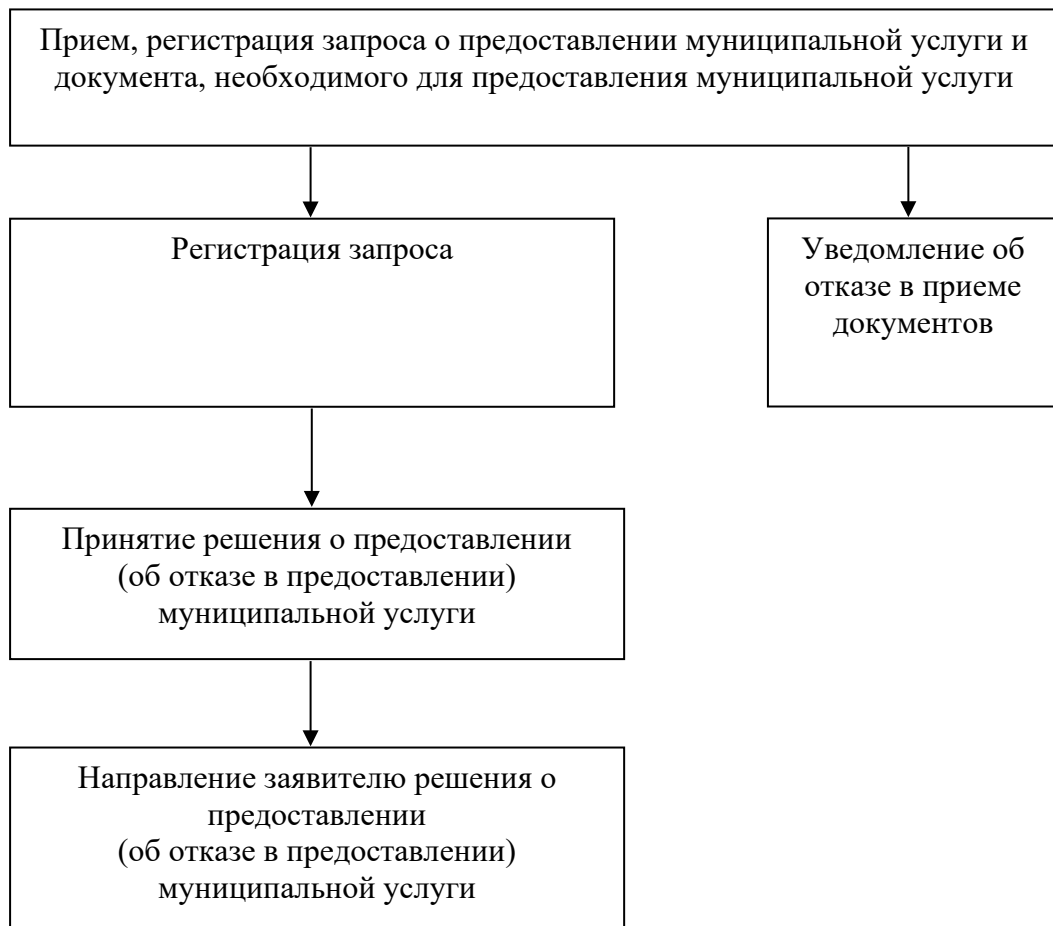 Прием, регистрация запроса о предоставлении муниципальной услуги и
документа, необходимого для предоставления муниципальной услуги
Регистрация запроса
Уведомление об
отказе в приеме
документов
Принятие решения о предоставлении
(об отказе в предоставлении)
муниципальной услуги
Направление заявителю решения о
предоставлении
(об отказе в предоставлении)
муниципальной услуги